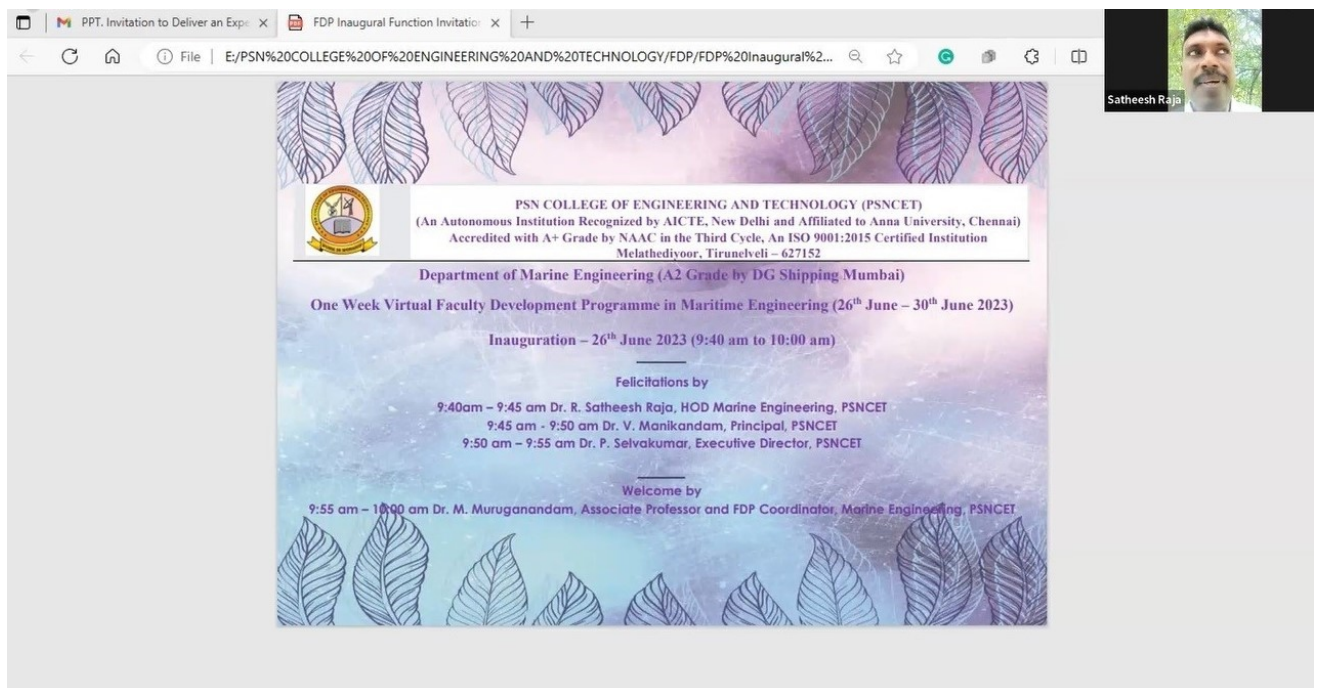 PPT. Invitation to Deliver an Expe
FDP Inaugural Function Invitatio
File
E:/PSN%20COLLEGE%20OF%20ENGINEERING%20AND%20TECHNOLOGY/FDP/FDP%20Inaugural%2...
Satheesh Raja
PSN COLLEGE OF ENGINEERING AND TECHNOLOGY (PSNCET)
(An Autonomous Institution Recognized by AICTE, New Delhi and Affiliated to Anna University, Chennai)
Accredited with A+ Grade by NAAC in the Third Cycle, An ISO 9001:2015 Certified Institution
Melathediyoor, Tirunelveli – 627152
Department of Marine Engineering (A2 Grade by DG Shipping Mumbai)
One Week Virtual Faculty Development Programme in Maritime Engineering (26th June – 30th June 2023)
Inauguration – 26th June 2023 (9:40 am to 10:00 am)
Felicitations by
9:40am – 9:45 am Dr. R. Satheesh Raja, HOD Marine Engineering, PSNCET
9:45 am - 9:50 am Dr. V. Manikandam, Principal, PSNCET
9:50 am – 9:55 am Dr. P. Selvakumar, Executive Director, PSNCET
Welcome by
9:55 am – 10:00 am Dr. M. Muruganandam, Associate Professor and FDP Coordinator, Marine Engineering, PSNCET